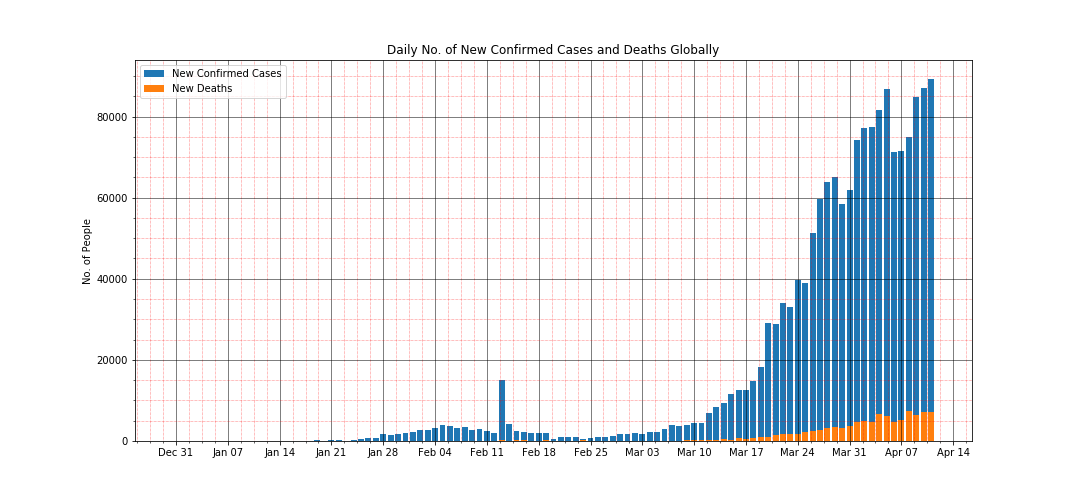 Daily No. of New Confirmed Cases and Deaths Globally
New Confirmed Cases
New Deaths
80000
60000
40000
20000
0
No. of People
Dec 31 Jan 07 Jan 14 Jan 21 Jan 28 Feb 04 Feb 11 Feb 18 Feb 25 Mar 03 Mar 10 Mar 17 Mar 24 Mar 31 Apr 07 Apr 14